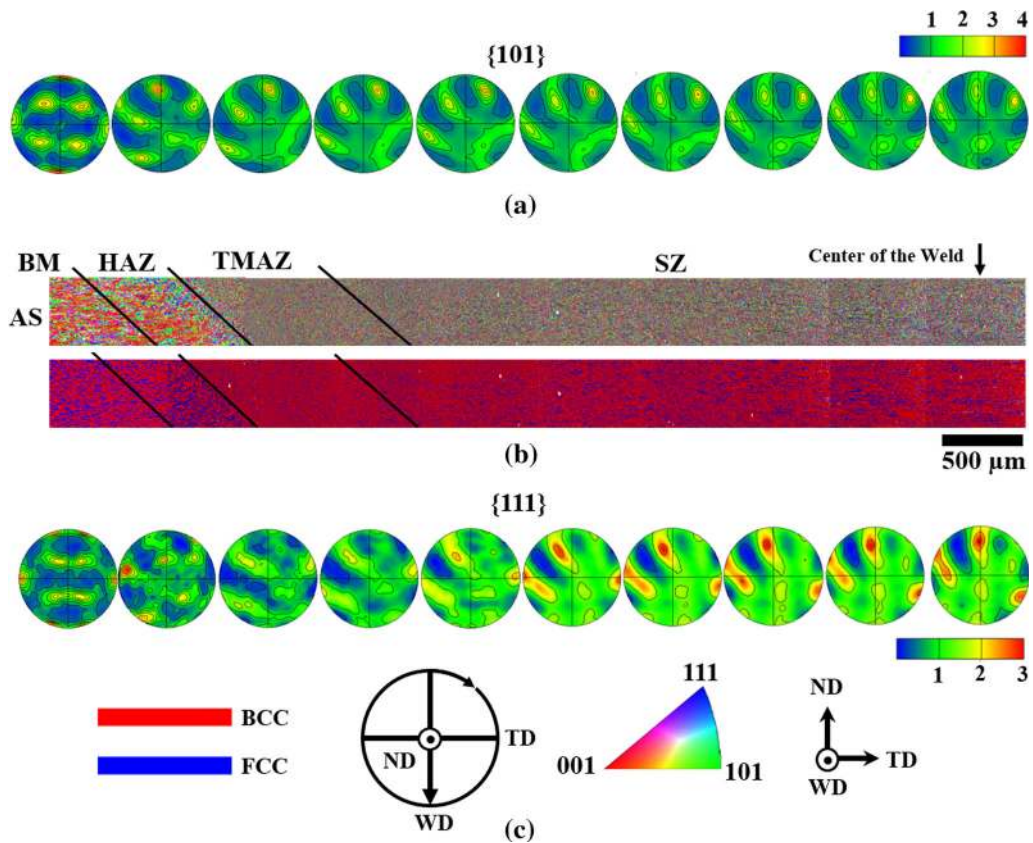 1 2 3 4
{101}
(a)
BM HAZ TMAZ SZ Center of the Weld
AS
(b)
500 µm
{111}
1 2 3
BCC
FCC
ND TD
WD
111
001 101
ND
TD
WD
(c)